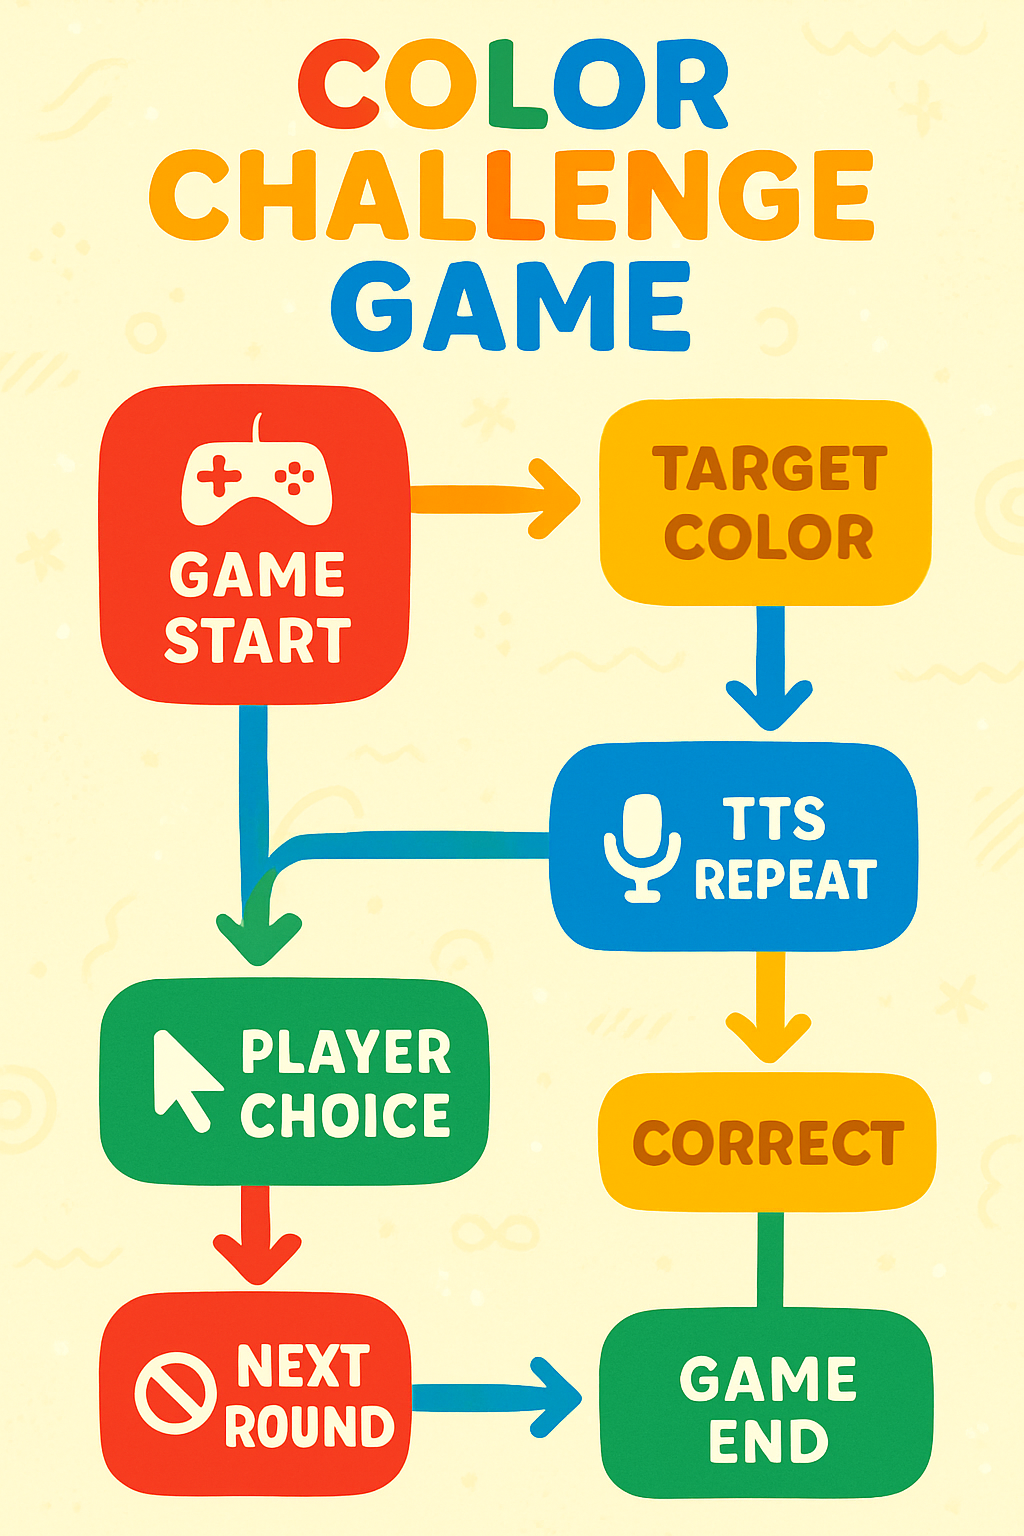 COLOR
CHALLENGE
GAME
GAME
START
TARGET
COLOR
TTS
REPEAT
PLAYER
CHOICE
CORRECT
NEXT
ROUND
GAME
END